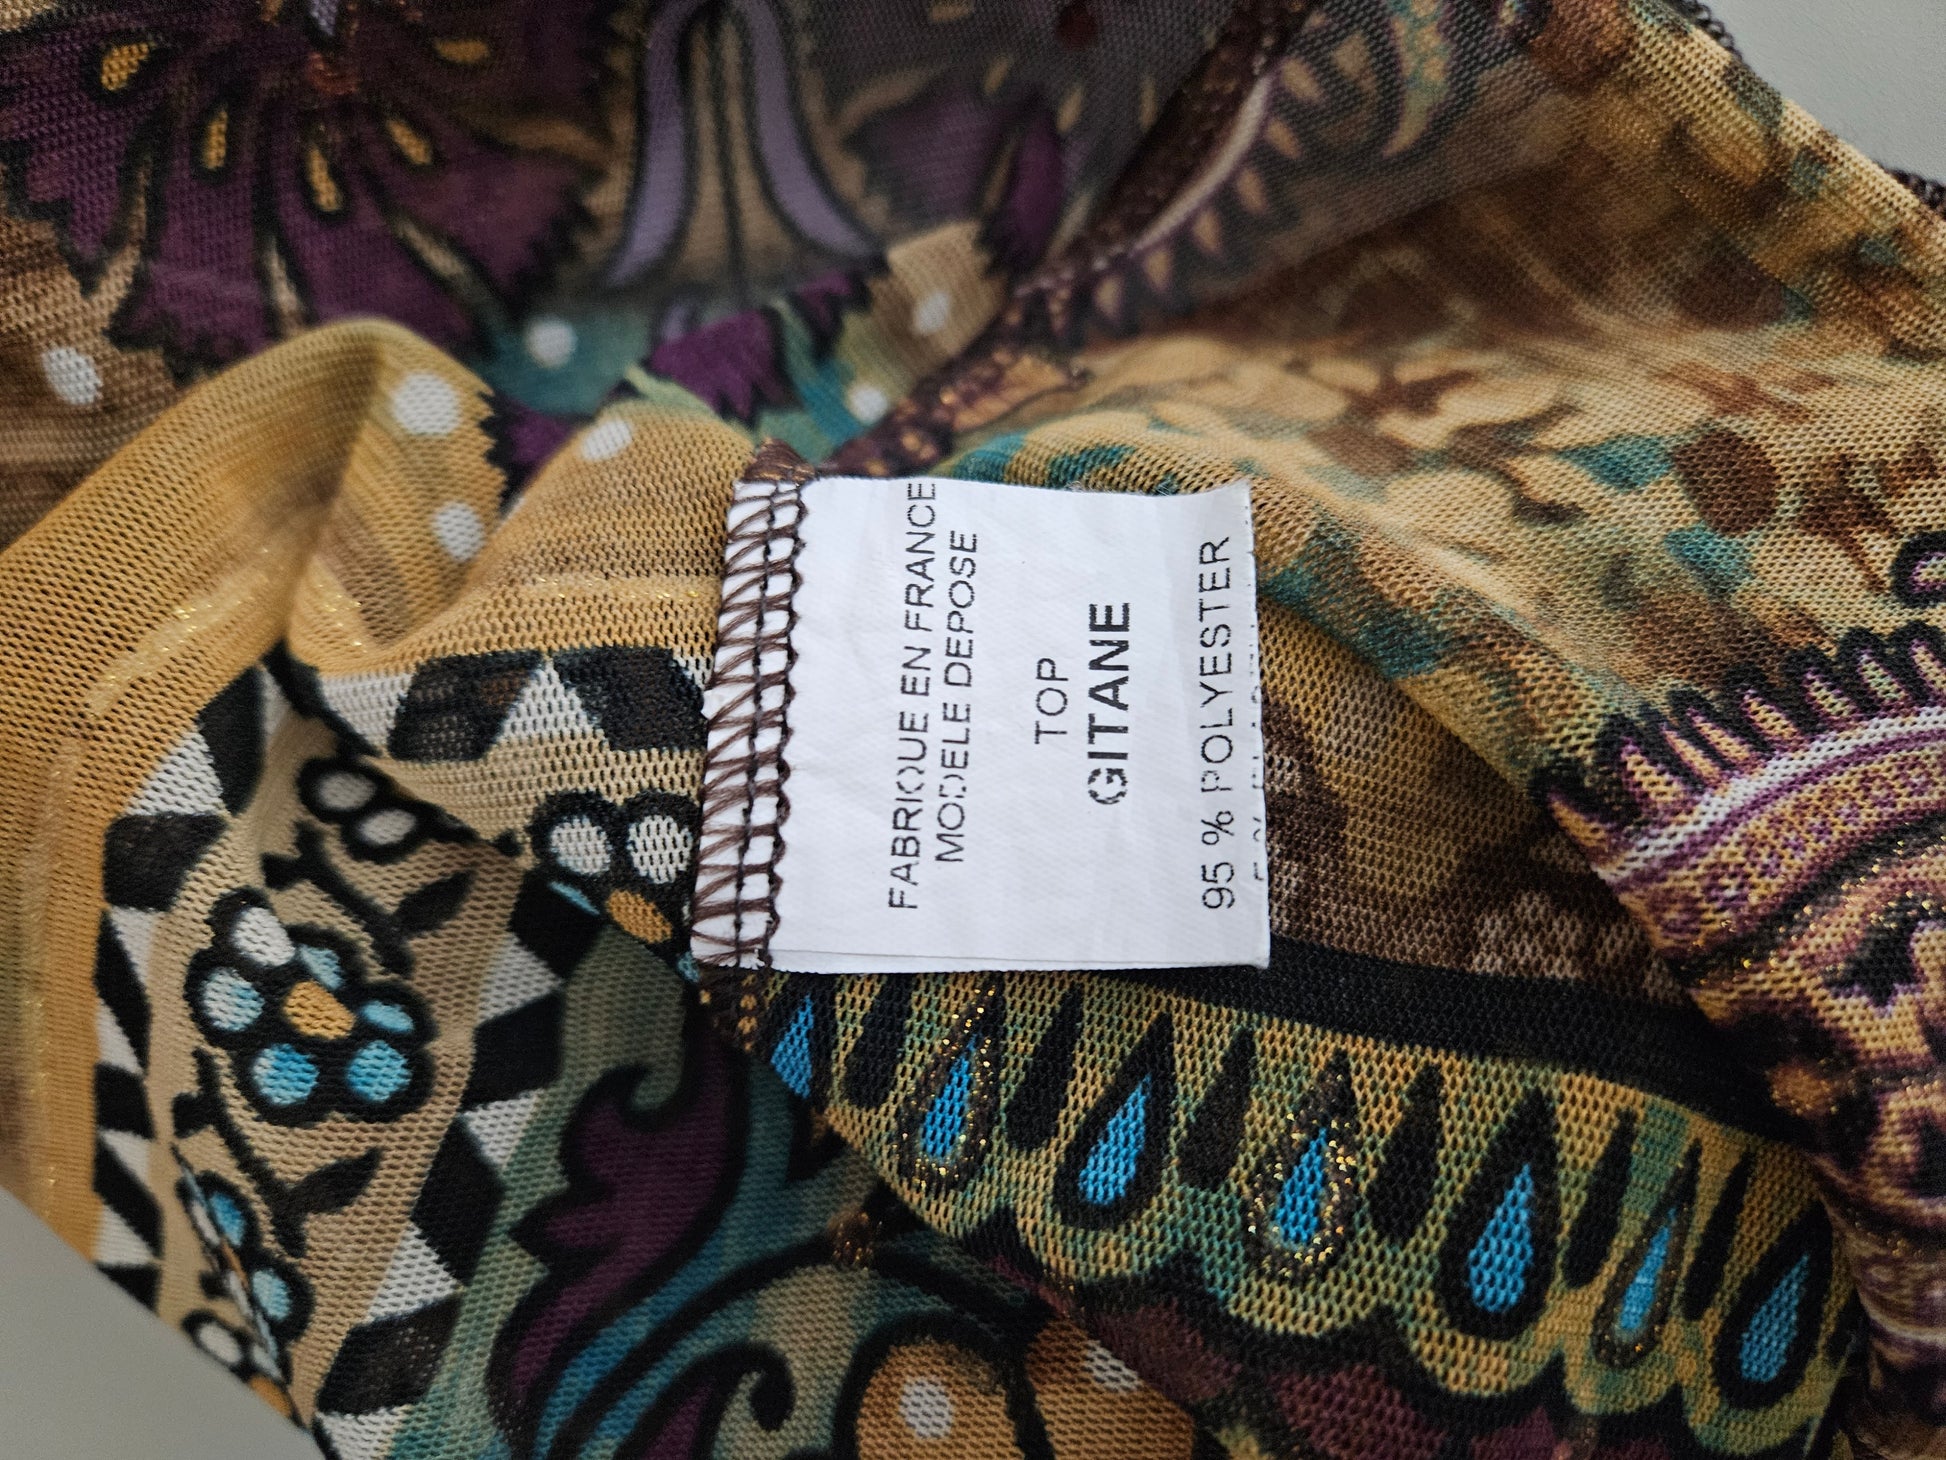 FABRIQUE EN FRANCE
MODELE DEPOSE
TOP
GITANE
95 % POLYESTER